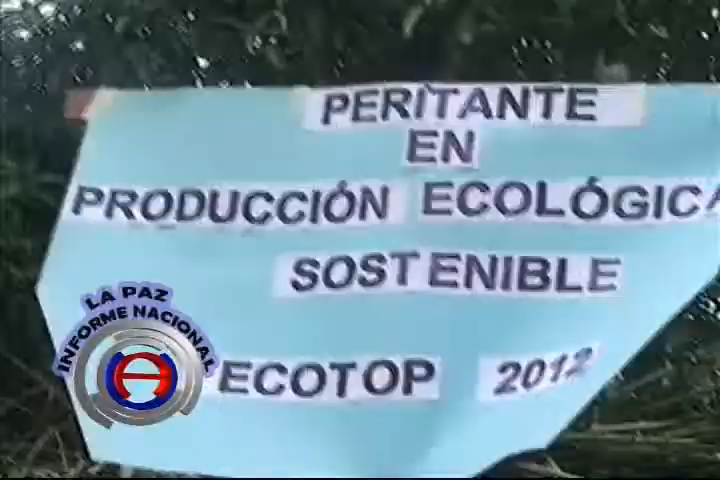 PERITANTE
EN
PRODUCCIÓN ECOLÓGICA
SOSTENIBLE
ECOTOP 2012
LA PAZ
INFORME NACIONAL